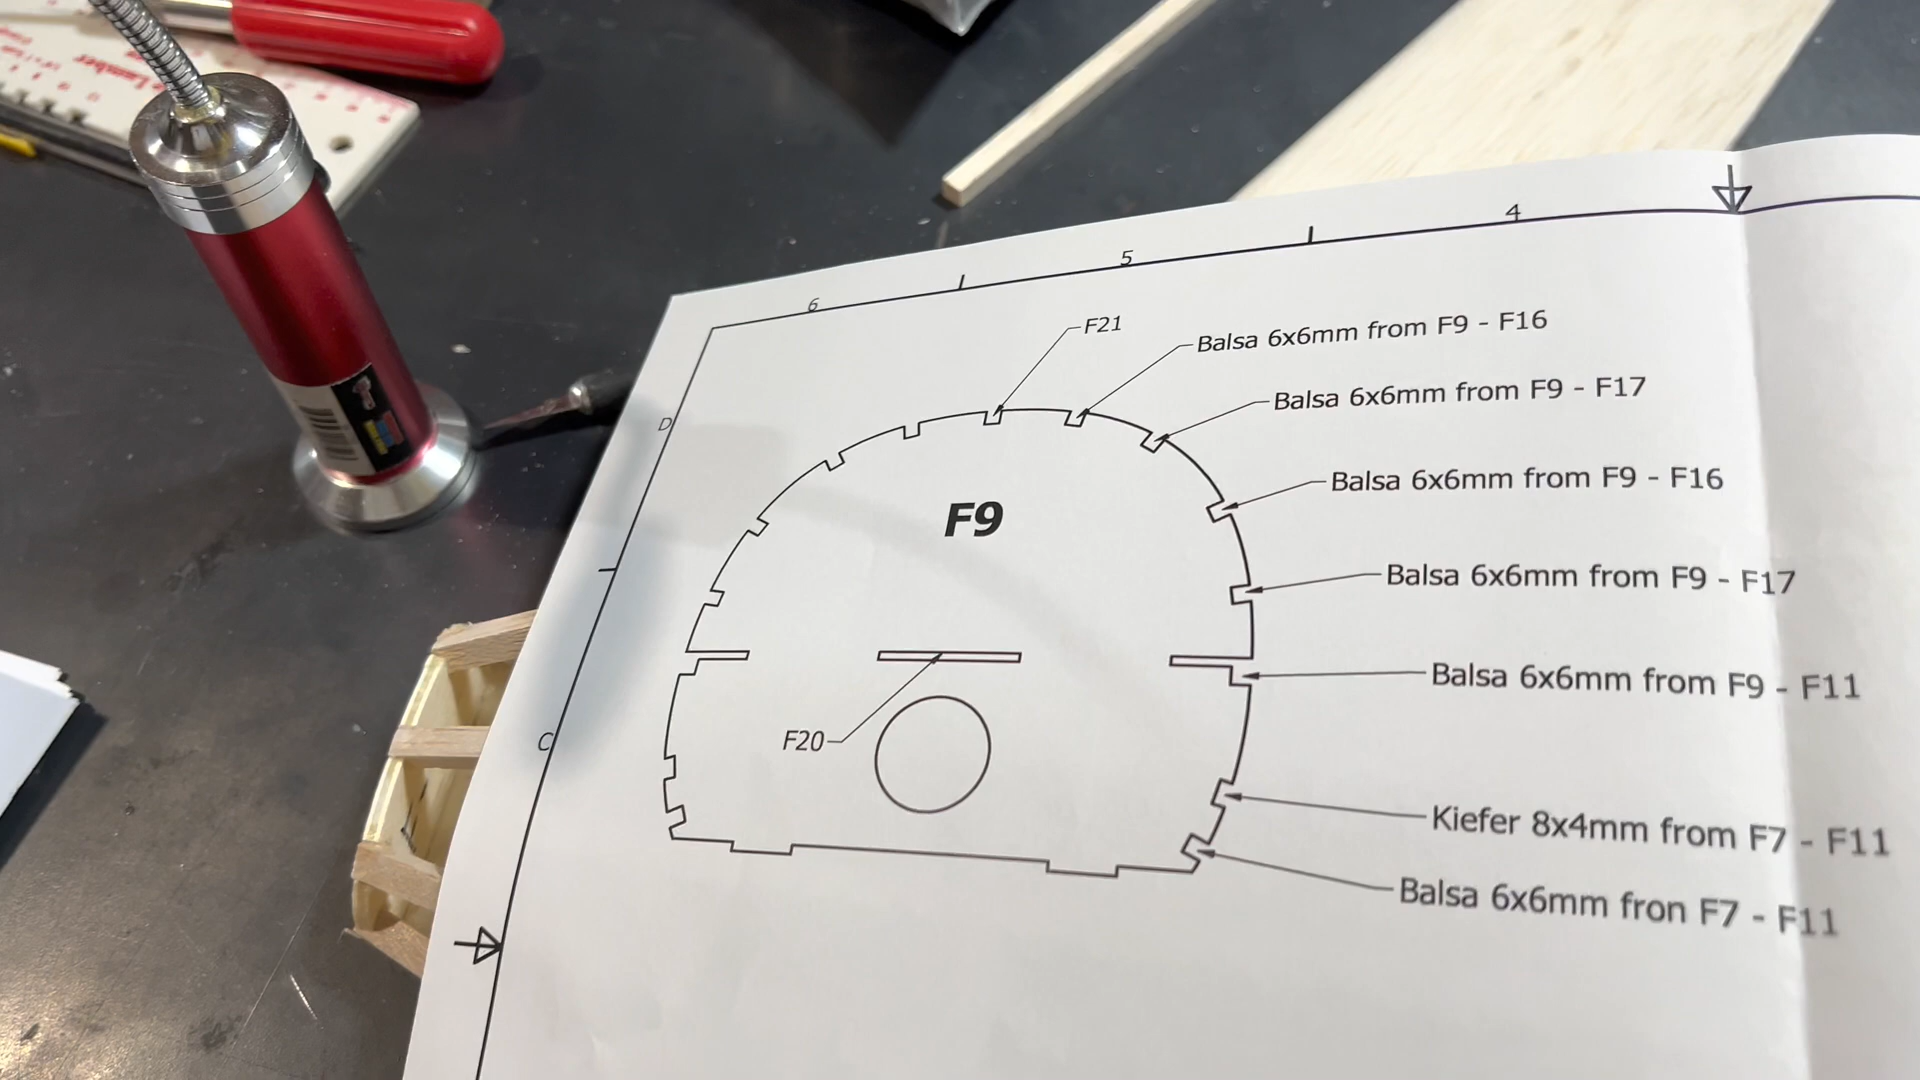 4
5
6
F21
Balsa 6x6mm from F9 - F16
Balsa 6x6mm from F9 - F17
D
Balsa 6x6mm from F9 - F16
F9
Balsa 6x6mm from F9 - F17
Balsa 6x6mm from F9 - F11
F20
C
Kiefer 8x4mm from F7 - F11
Balsa 6x6mm fron F7 - F11